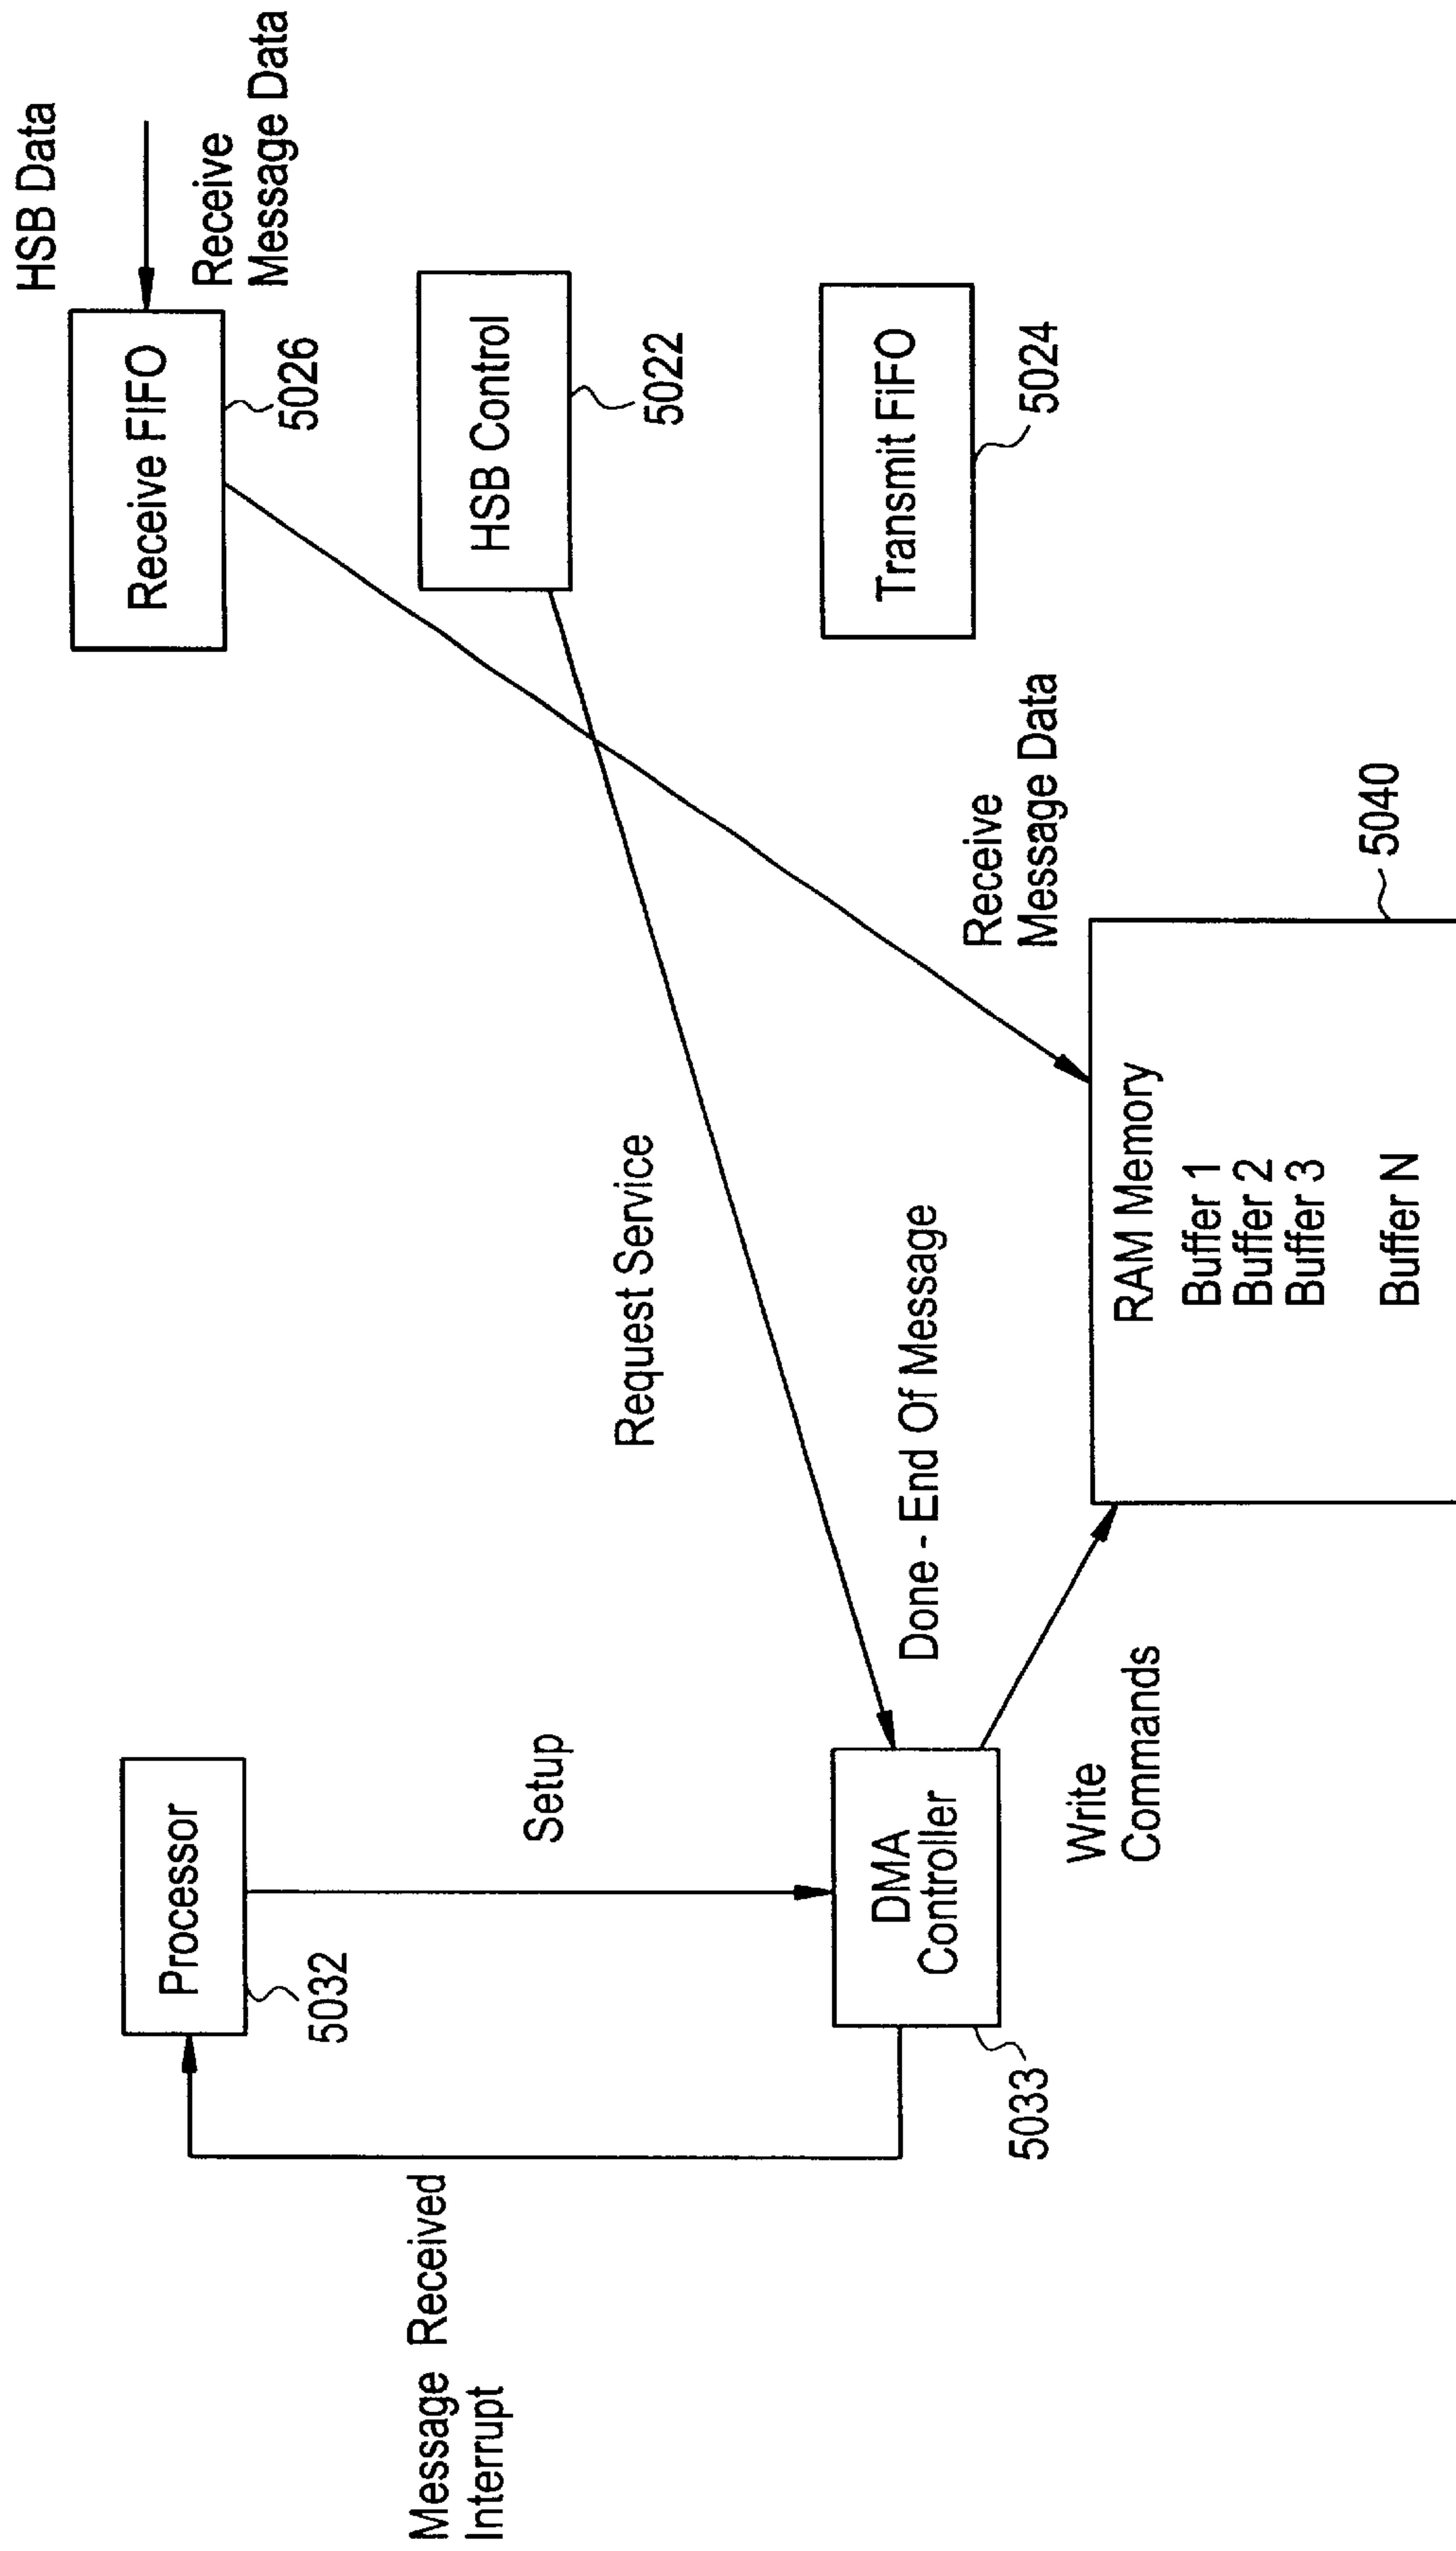 HSB Data
Receive FIFO
Receive
Message Data
5026
Processor
5032
HSB Control
5022
Message Received
Interrupt
Setup
Request Service
Transmit FiFO
5024
DMA
Controller
5033
Done - End Of Message
Receive
Message Data
Write
Commands
RAM Memory
Buffer 1
Buffer 2
Buffer 3
Buffer N
5040